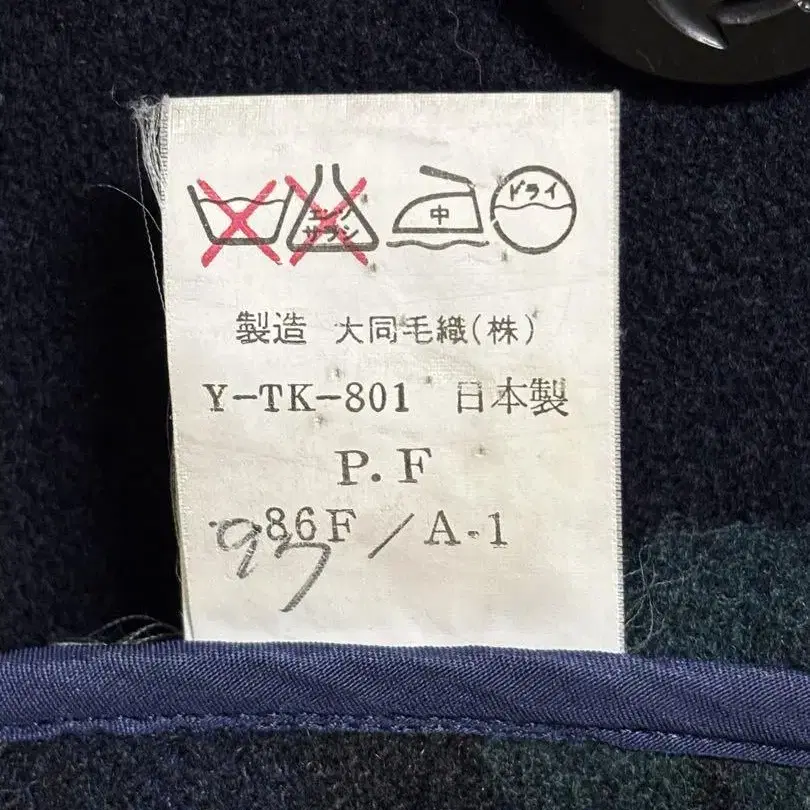 エンソ サラシ 中 ドライ
製造 大同毛織(株)
Y-TK-801 日本製
P.F
86F/A-1
97